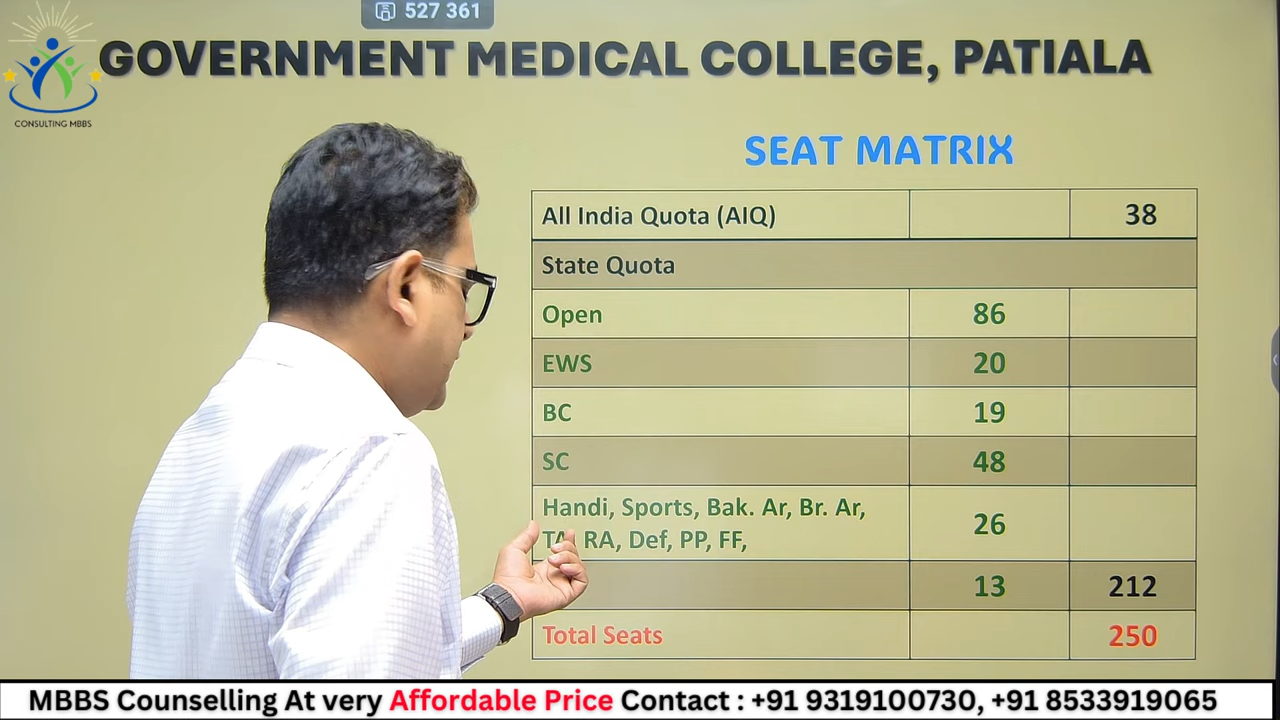 527 361
GOVERNMENT MEDICAL COLLEGE, PATIALA
CONSULTING MBBS
SEAT MATRIX
All India Quota (AIQ) 38
State Quota
Open 86
EWS 20
BC 19
SC 48
Handi, Sports, Bak. Ar, Br. Ar,
RA, Def, PP, FF, 26
13 212
Total Seats 250
MBBS Counselling At very Affordable Price Contact : +91 9319100730, +91 8533919065